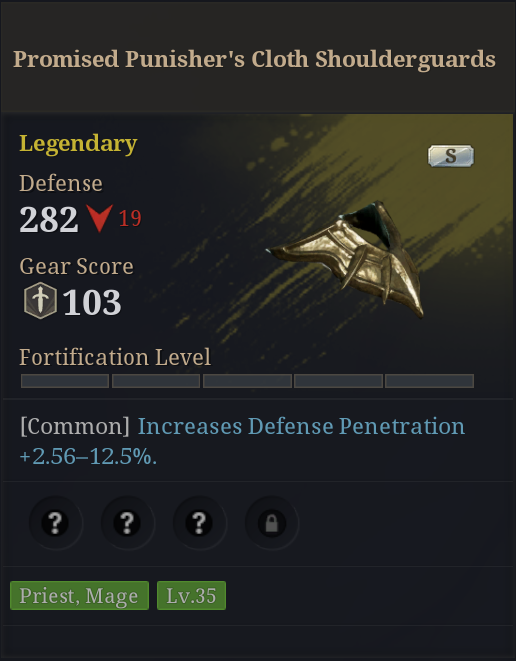 Promised Punisher's Cloth Shoulderguards
Legendary
S
Defense
282 19
Gear Score
103
Fortification Level
[Common] Increases Defense Penetration
+2.56–12.5%.
? ? ?
Priest, Mage Lv.35